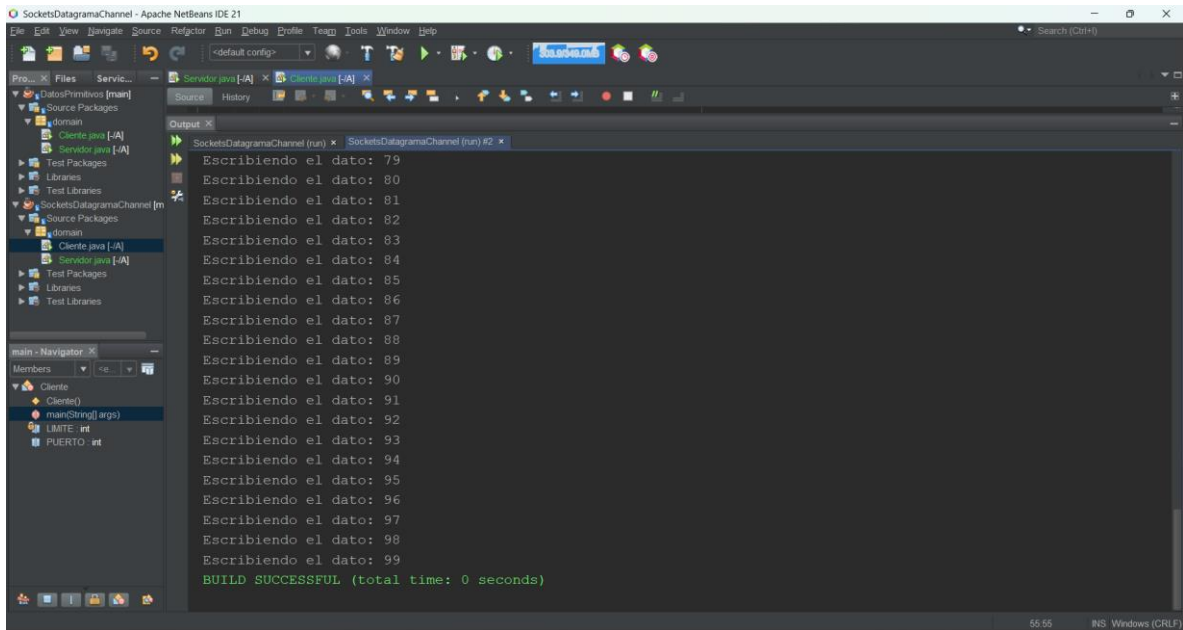 SocketsDatagramaChannel - Apache NetBeans IDE 21
File Edit View Navigate Source Refactor Run Debug Profile Team Tools Window Help
Search (Ctrl+I)
<default config>
Pro... Files Servic...
Servidor.java [-/A]
Cliente.java [-/A]
Source History
DatosPrimitivos [main]
Source Packages
domain
Cliente.java [-/A]
Servidor.java [-/A]
Test Packages
Libraries
Test Libraries
SocketsDatagramaChannel [m
Source Packages
domain
Cliente.java [-/A]
Servidor.java [-/A]
Test Packages
Libraries
Test Libraries
main - Navigator
Members <e...
Cliente
Cliente()
main(String[] args)
LIMITE : int
PUERTO : int
Output
SocketsDatagramaChannel (run) SocketsDatagramaChannel (run) #2
Escribiendo el dato: 79
Escribiendo el dato: 80
Escribiendo el dato: 81
Escribiendo el dato: 82
Escribiendo el dato: 83
Escribiendo el dato: 84
Escribiendo el dato: 85
Escribiendo el dato: 86
Escribiendo el dato: 87
Escribiendo el dato: 88
Escribiendo el dato: 89
Escribiendo el dato: 90
Escribiendo el dato: 91
Escribiendo el dato: 92
Escribiendo el dato: 93
Escribiendo el dato: 94
Escribiendo el dato: 95
Escribiendo el dato: 96
Escribiendo el dato: 97
Escribiendo el dato: 98
Escribiendo el dato: 99
BUILD SUCCESSFUL (total time: 0 seconds)
55:55 INS Windows (CRLF)